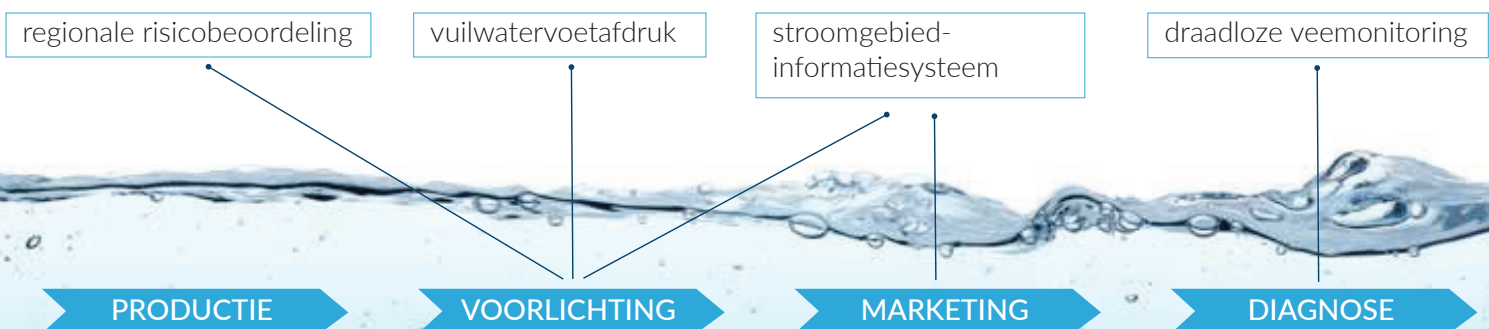 regionale risicobeoordeling
vuilwatervoetafdruk
stroomgebied-
informatiesysteem
draadloze veemonitoring
PRODUCTIE
VOORLICHTING
MARKETING
DIAGNOSE